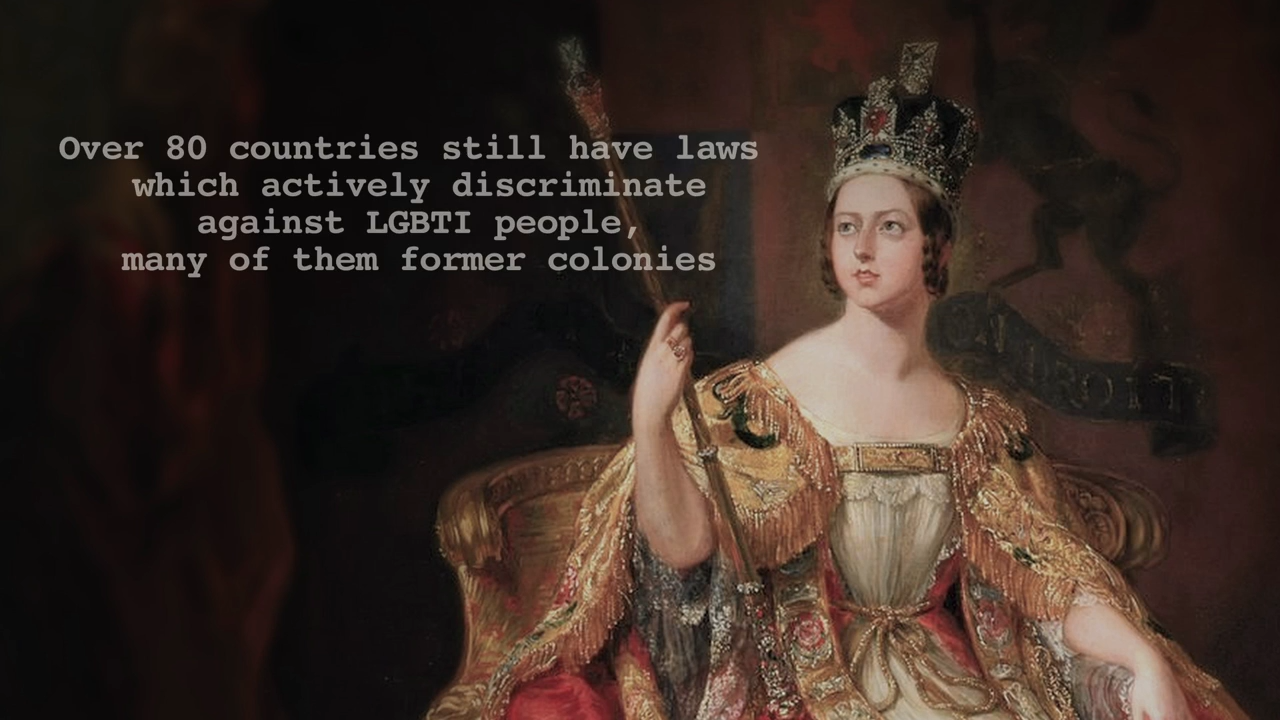 Over 80 countries still have laws
which actively discriminate
against LGBTI people,
many of them former colonies